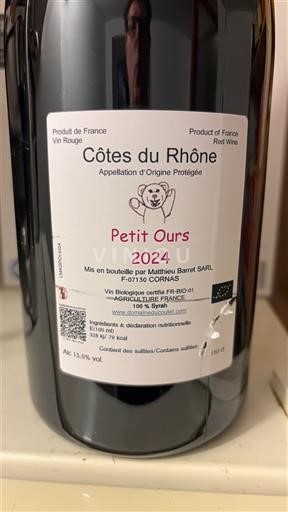 Produit de France
Vin Rouge
Product of France
Red Wine
Côtes du Rhône
Appellation d'Origine Protégée
Petit Ours
2024
VINOU
Mis en bouteille par Matthieu Barret SARL
F-07130 CORNAS
Vin Biologique certifié FR-BIO-01
AGRICULTURE FRANCE
100 % Syrah
www.domaineducoulet.com
Ingrédients & déclaration nutritionnelle
E(100 ml)
328 kj/ 79 kcal
Contient des sulfites/Contains sulfites
Alc 13,5% vol.
150 cl